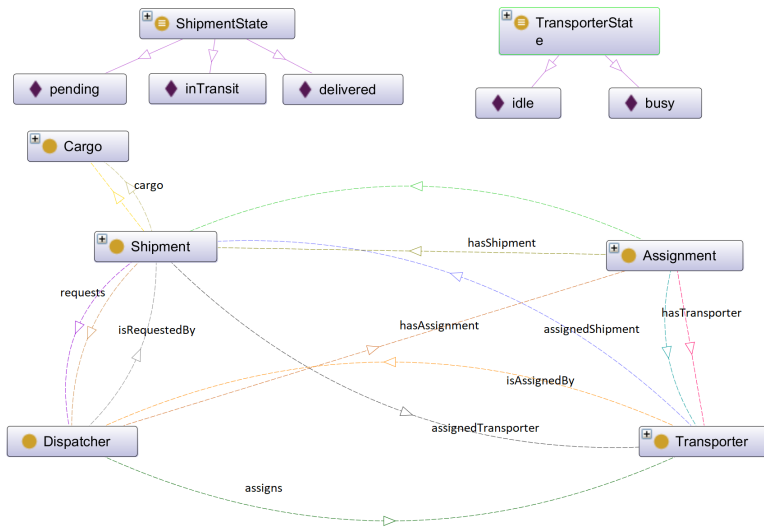 ShipmentState
TransporterStat
e
pending
inTransit
delivered
idle
busy
Cargo
cargo
Shipment
hasShipment
Assignment
requests
isRequestedBy
hasAssignment
assignedShipment
hasTransporter
isAssignedBy
assignedTransporter
Dispatcher
Transporter
assigns